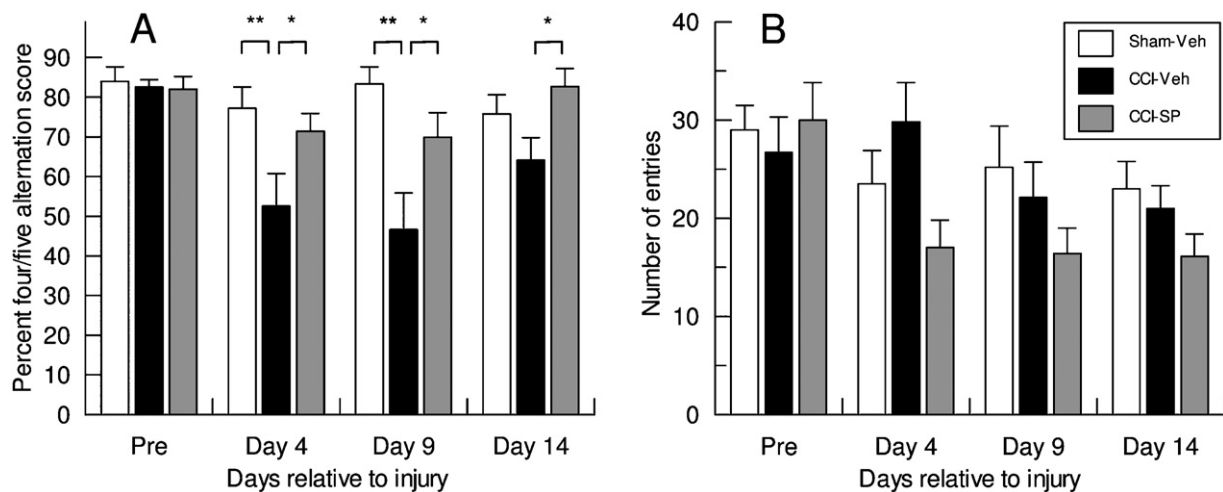 A
** * ** * *
Percent four/five alternation score
90
80
70
60
50
40
30
20
10
0
Pre Day 4 Day 9 Day 14
Days relative to injury
B
Sham-Veh
CCI-Veh
CCI-SP
Number of entries
40
30
20
10
0
Pre Day 4 Day 9 Day 14
Days relative to injury